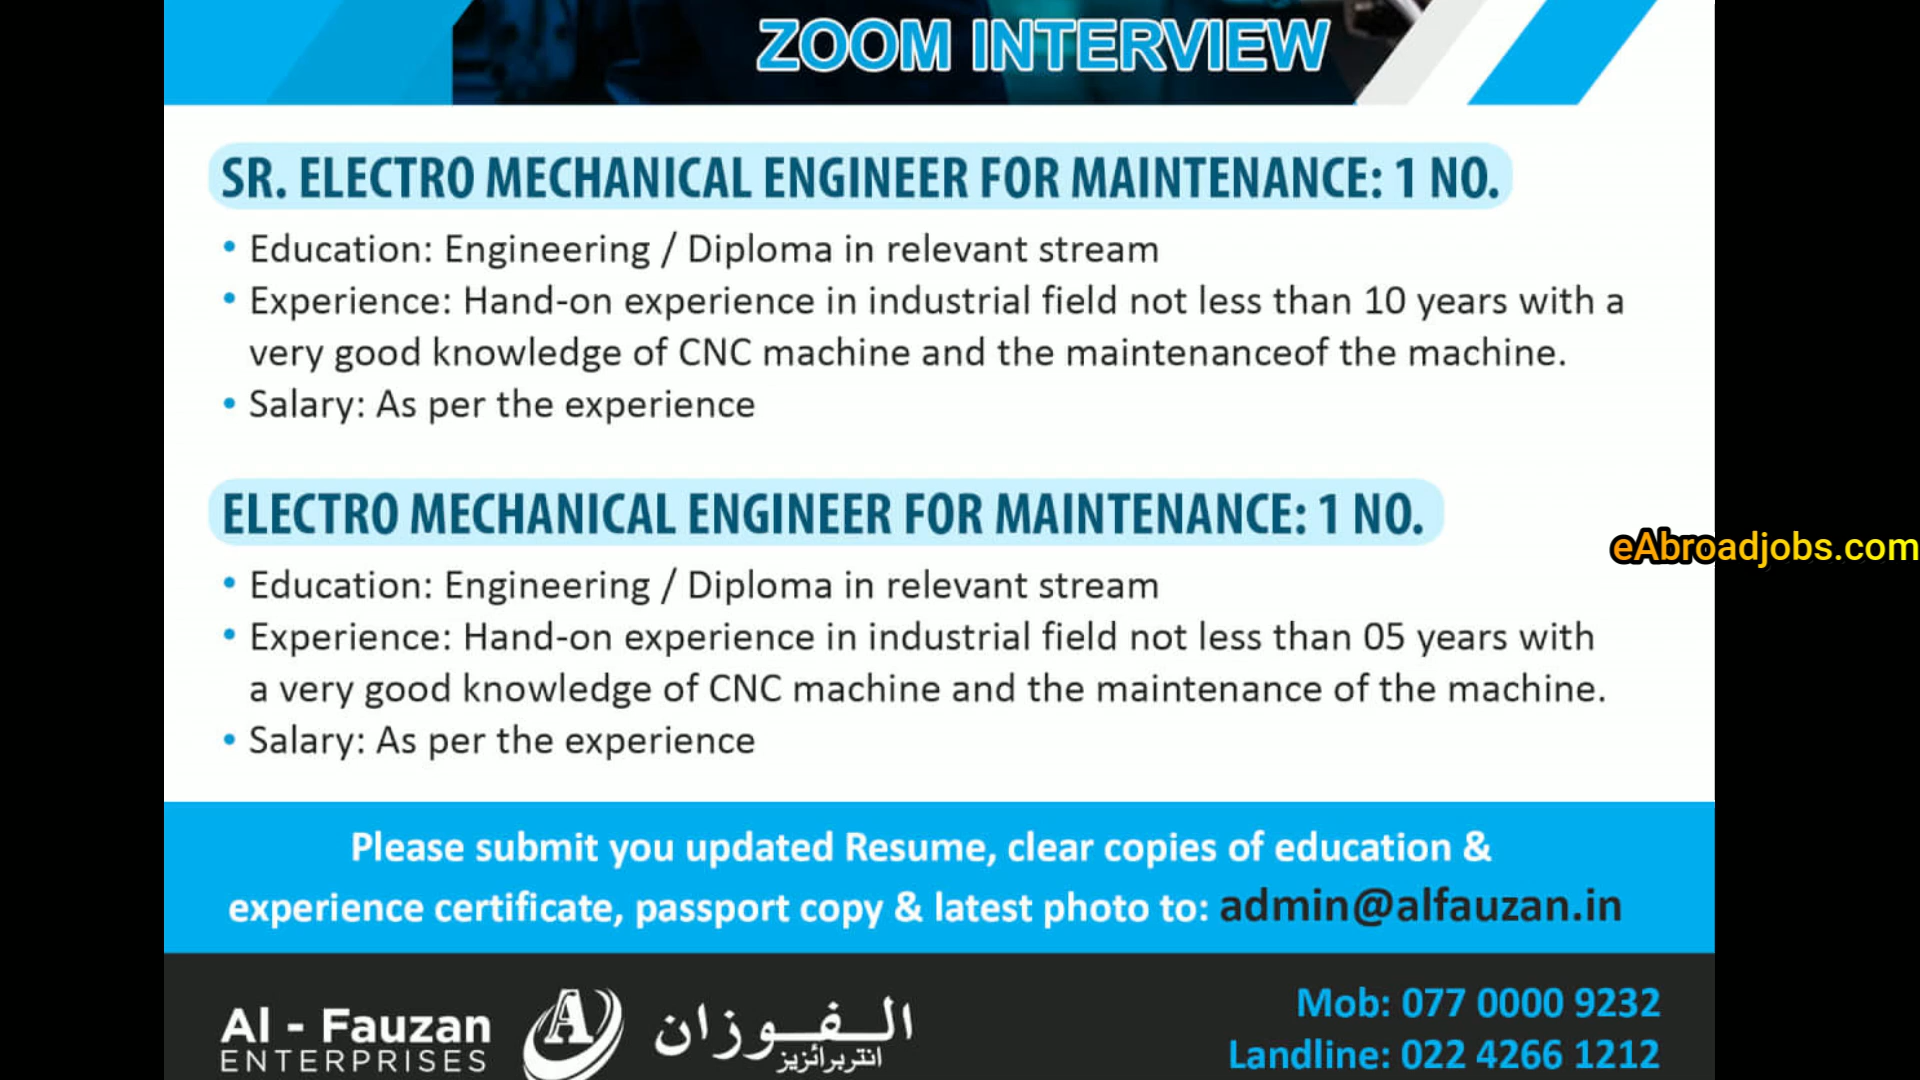 ZOOM INTERVIEW
SR. ELECTRO MECHANICAL ENGINEER FOR MAINTENANCE: 1 NO.
• Education: Engineering / Diploma in relevant stream
• Experience: Hand-on experience in industrial field not less than 10 years with a
very good knowledge of CNC machine and the maintenanceof the machine.
• Salary: As per the experience
ELECTRO MECHANICAL ENGINEER FOR MAINTENANCE: 1 NO.
eAbroadjobs.com
• Education: Engineering / Diploma in relevant stream
• Experience: Hand-on experience in industrial field not less than 05 years with
a very good knowledge of CNC machine and the maintenance of the machine.
• Salary: As per the experience
Please submit you updated Resume, clear copies of education &
experience certificate, passport copy & latest photo to: admin@alfauzan.in
Al - Fauzan
ENTERPRISES
A
الـفـوزان
انتربرائزيز
Mob: 077 0000 9232
Landline: 022 4266 1212